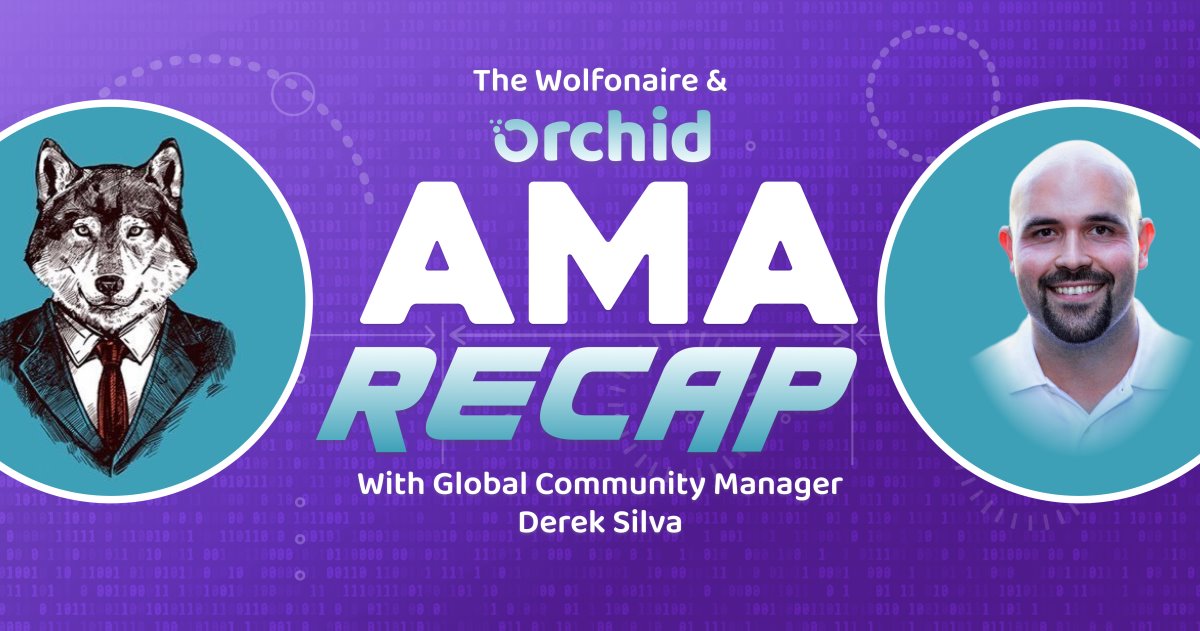 The Wolfonaire &
Orchid
AMA
RECAP
With Global Community Manager
Derek Silva